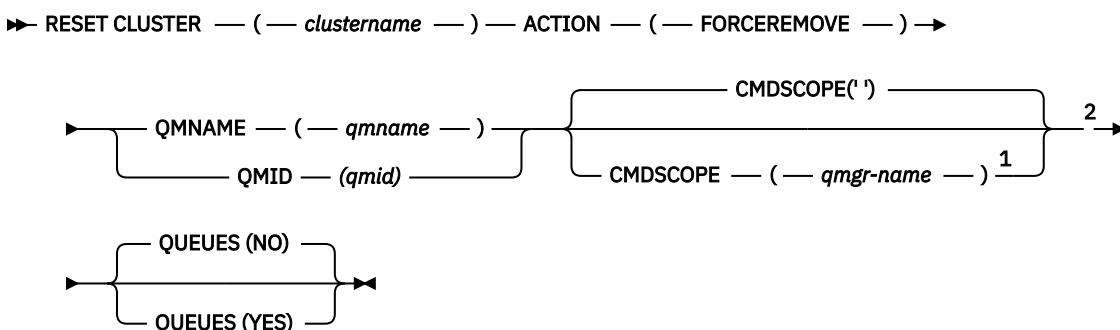 RESET CLUSTER ( clustername ) ACTION ( FORCEREMOVE )
CMDSCOPE(' ')
QMNAME ( qmname ) 2
QMID (qmid) CMDSCOPE ( qmgr-name ) 1
QUEUES (NO)
QUEUES (YES)